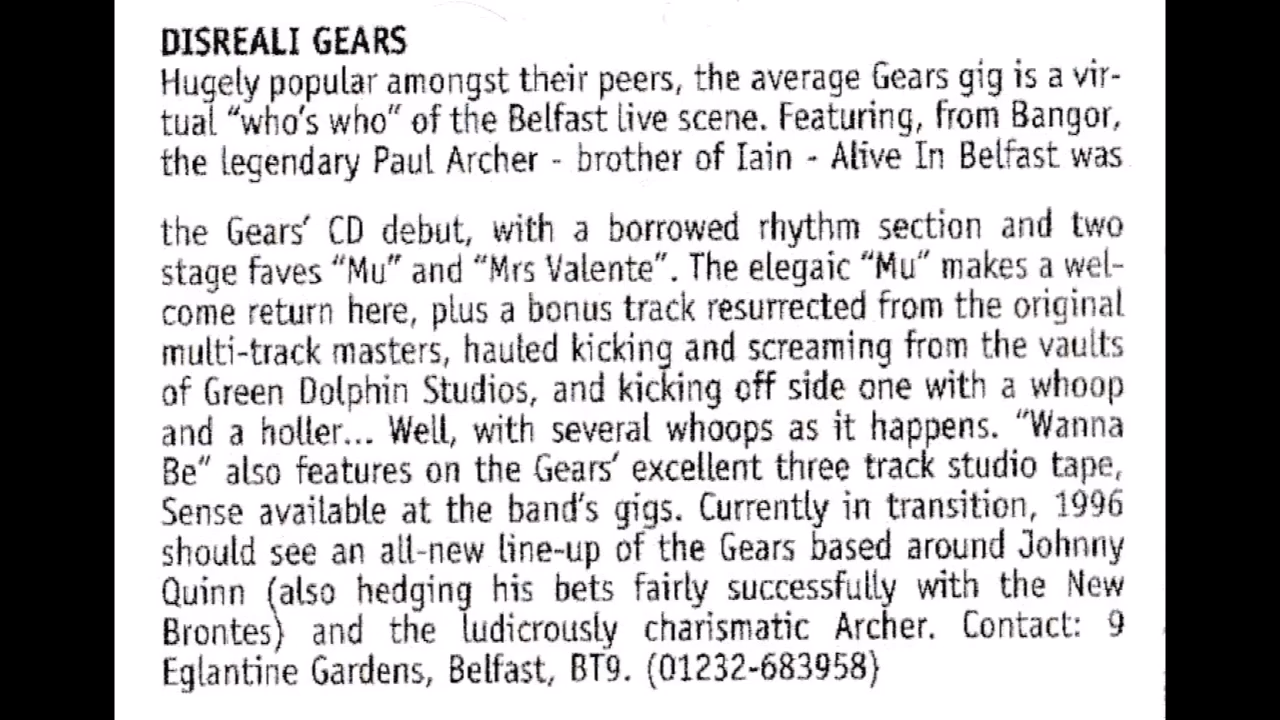 DISREALI GEARS
Hugely popular amongst their peers, the average Gears gig is a vir-
tual "who's who" of the Belfast live scene. Featuring, from Bangor,
the legendary Paul Archer - brother of Iain - Alive In Belfast was
the Gears' CD debut, with a borrowed rhythm section and two
stage faves "Mu" and "Mrs Valente". The elegaic "Mu" makes a wel-
come return here, plus a bonus track resurrected from the original
multi-track masters, hauled kicking and screaming from the vaults
of Green Dolphin Studios, and kicking off side one with a whoop
and a holler... Well, with several whoops as it happens. "Wanna
Be" also features on the Gears' excellent three track studio tape,
Sense available at the band's gigs. Currently in transition, 1996
should see an all-new line-up of the Gears based around Johnny
Quinn (also hedging his bets fairly successfully with the New
Brontes) and the ludicrously charismatic Archer. Contact: 9
Eglantine Gardens, Belfast, BT9. (01232-683958)